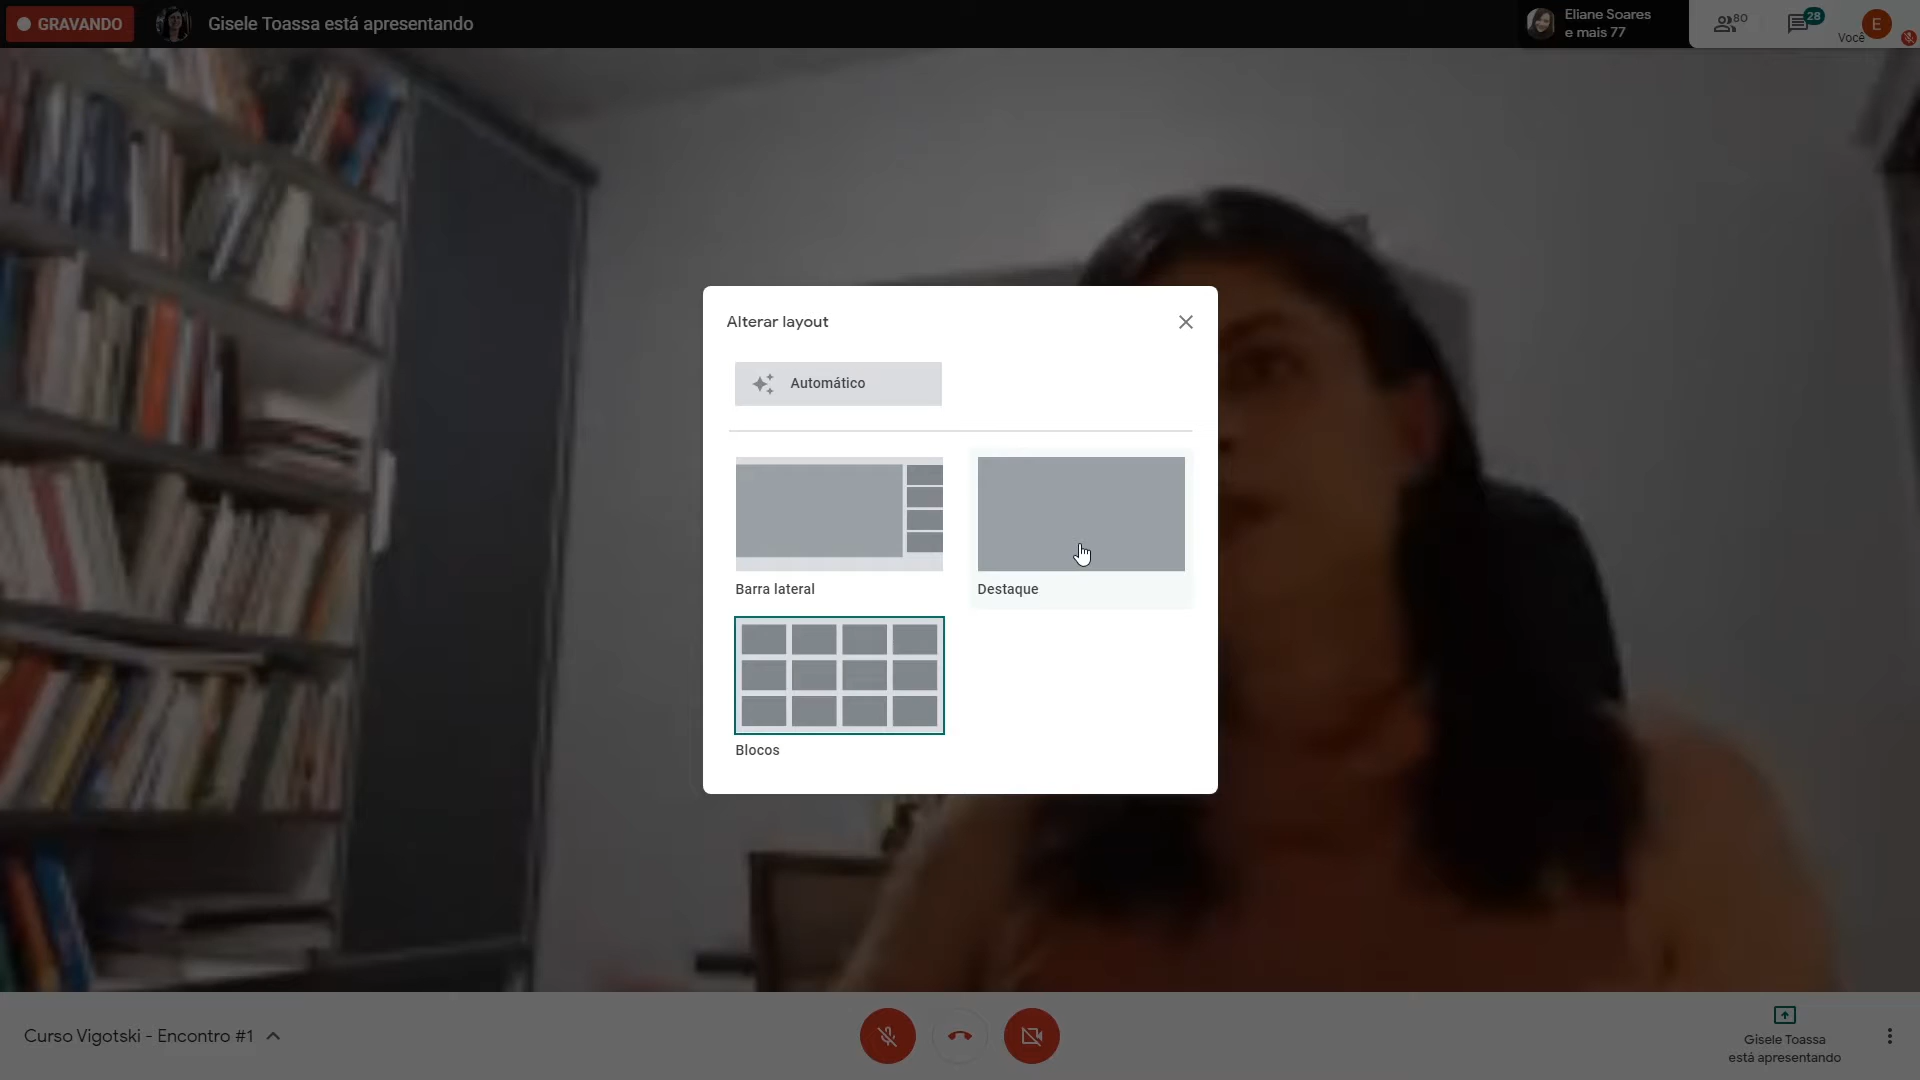 GRAVANDO
Gisele Toassa está apresentando
Eliane Soares
e mais 77
80
28
Você
E
Alterar layout
Automático
Barra lateral
Destaque
Blocos
Curso Vigotski - Encontro #1
Gisele Toassa
está apresentando